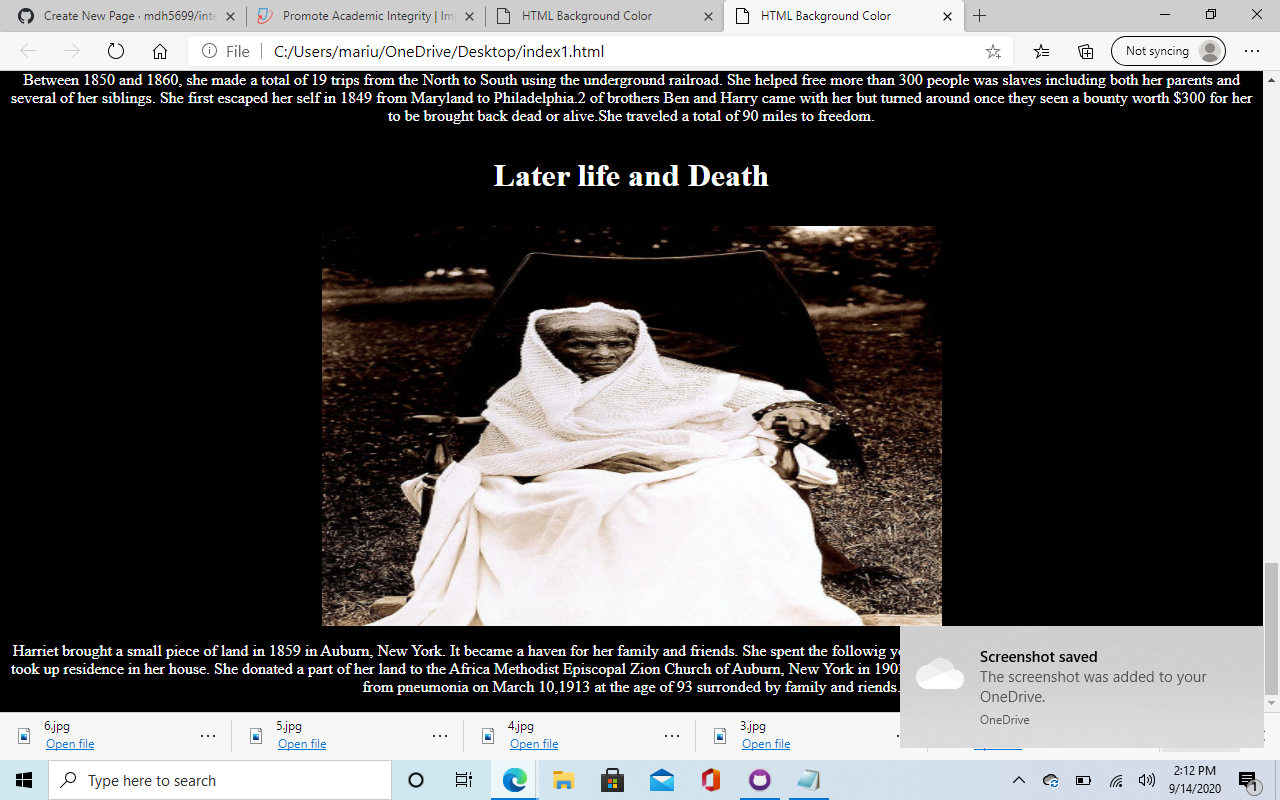 Create New Page · mdh5699/inte
Promote Academic Integrity | Im
HTML Background Color
HTML Background Color
File
C:/Users/mariu/OneDrive/Desktop/index1.html
Not syncing
Between 1850 and 1860, she made a total of 19 trips from the North to South using the underground railroad. She helped free more than 300 people was slaves including both her parents and
several of her siblings. She first escaped her self in 1849 from Maryland to Philadelphia.2 of brothers Ben and Harry came with her but turned around once they seen a bounty worth $300 for her
to be brought back dead or alive.She traveled a total of 90 miles to freedom.
Later life and Death
Harriet brought a small piece of land in 1859 in Auburn, New York. It became a haven for her family and friends. She spent the followig
took up residence in her house. She donated a part of her land to the Africa Methodist Episcopal Zion Church of Auburn, New York in
from pneumonia on March 10,1913 at the age of 93 surronded by family and riends.
Screenshot saved
The screenshot was added to your
OneDrive.
OneDrive
6.jpg
Open file
5.jpg
Open file
4.jpg
Open file
3.jpg
Open file
Type here to search
2:12 PM
9/14/2020
1